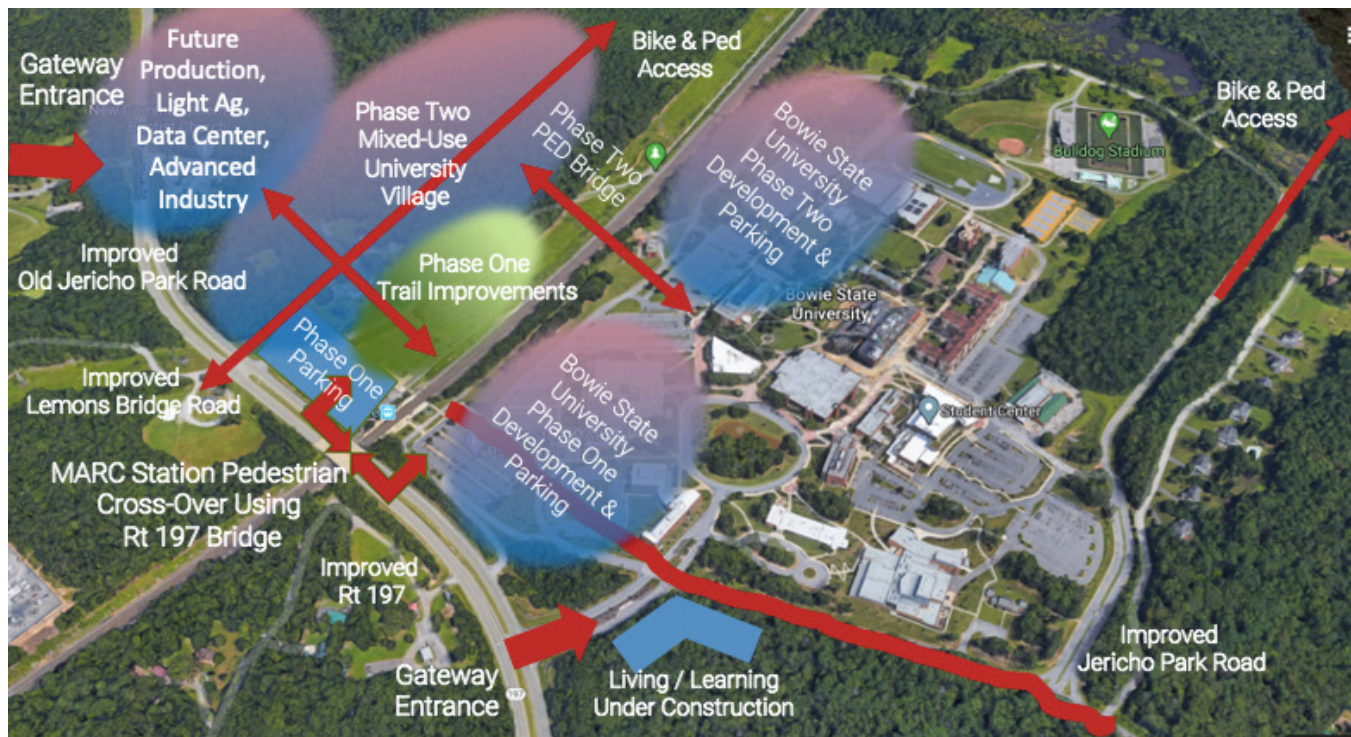 Gateway
Entrance
Future
Production,
Light Ag,
Data Center,
Advanced
Industry
Phase Two
Mixed-Use
University
Village
Bike & Ped
Access
Phase Two
PED Bridge
Bowie State
University
Phase Two
Development &
Parking
Bulldog Stadium
Bike & Ped
Access
Improved
Old Jericho Park Road
Phase One
Trail Improvements
Bowie State
University
Phase One
Parking
Improved
Lemons Bridge Road
Bowie State
University
Phase One
Development &
Parking
Student Center
MARC Station Pedestrian
Cross-Over Using
Rt 197 Bridge
Improved
Rt 197
Gateway
Entrance
197
Living / Learning
Under Construction
Improved
Jericho Park Road